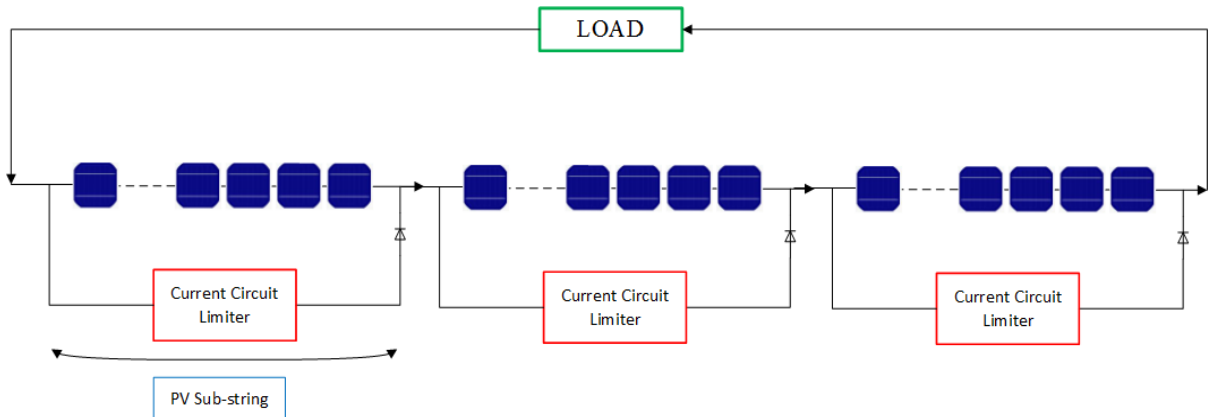 LOAD
Current Circuit
Limiter
Current Circuit
Limiter
Current Circuit
Limiter
PV Sub-string